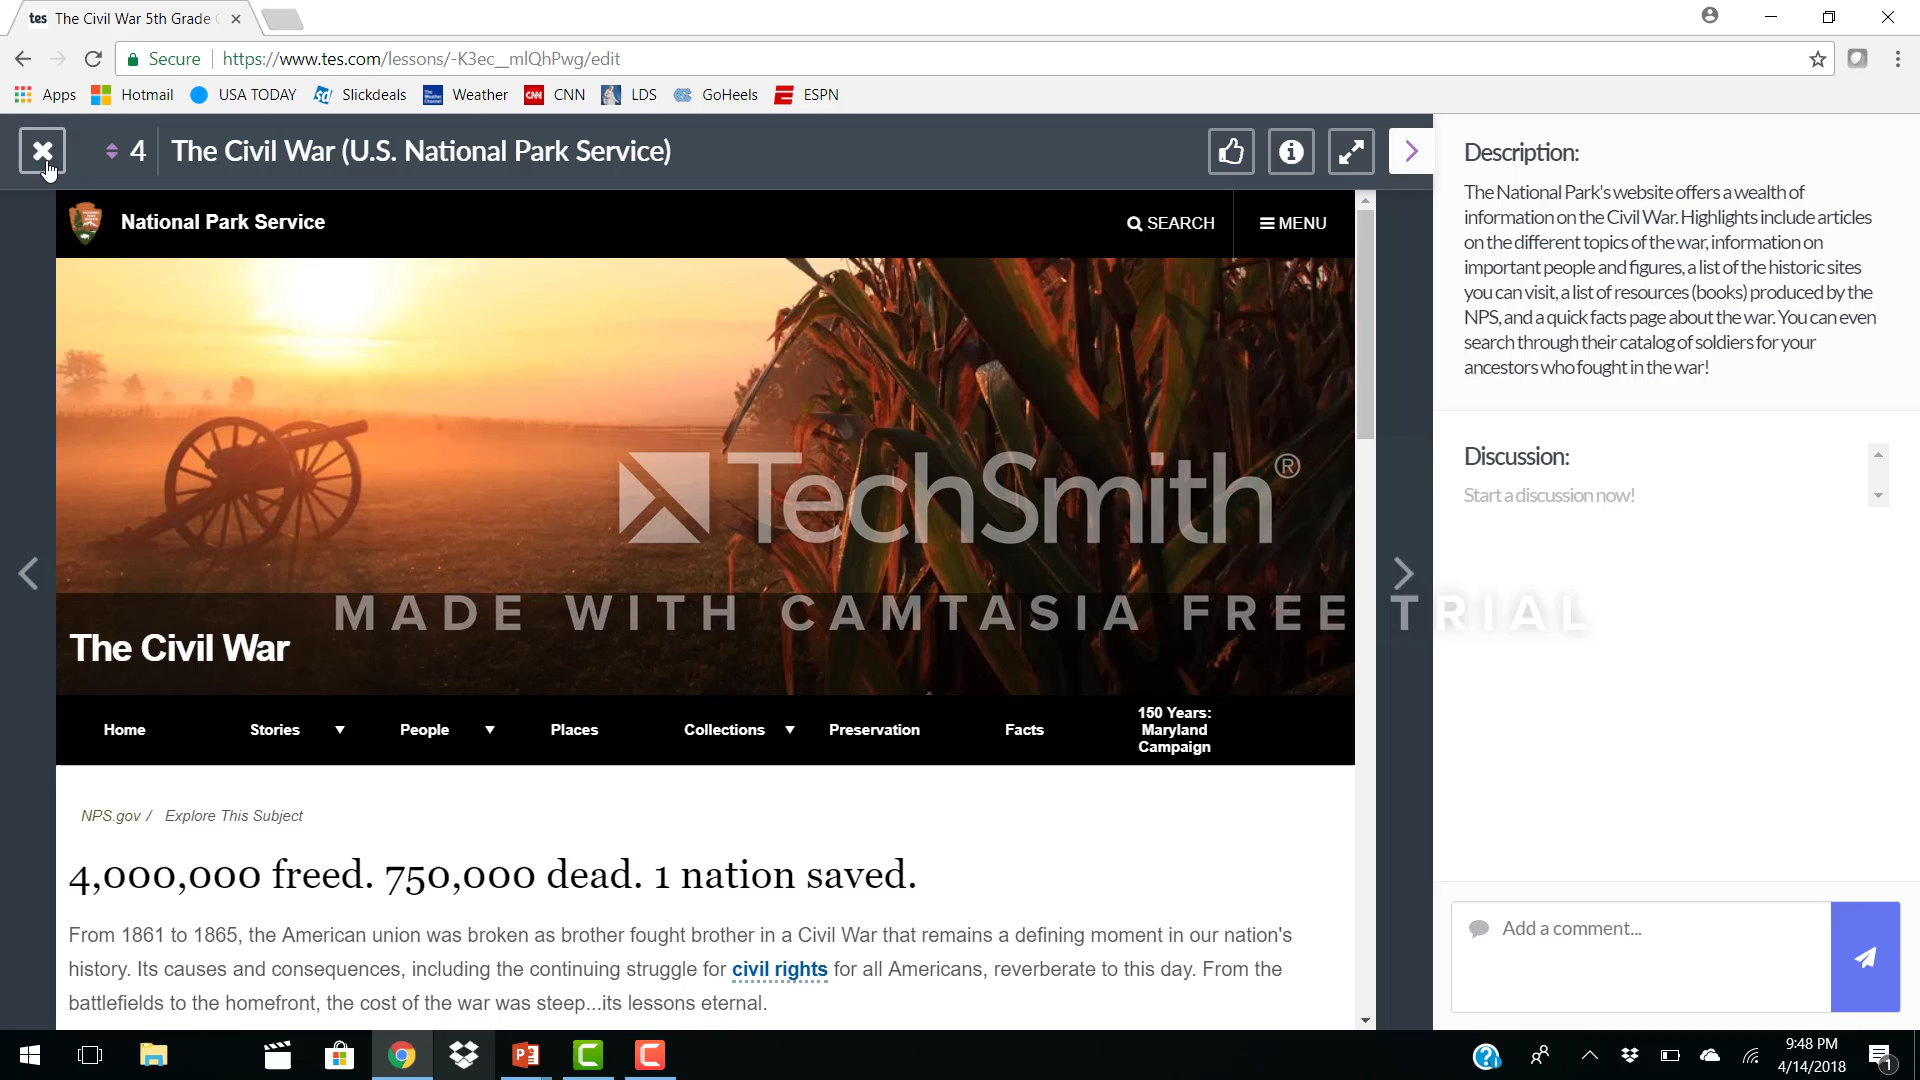 tes The Civil War 5th Grade
Secure https://www.tes.com/lessons/-K3ec__mlQhPwg/edit
Apps Hotmail USA TODAY Slickdeals Weather CNN LDS GoHeels ESPN
4 The Civil War (U.S. National Park Service)
National Park Service
SEARCH MENU
The Civil War
Home Stories People Places Collections Preservation Facts 150 Years:
Maryland
Campaign
NPS.gov / Explore This Subject
4,000,000 freed. 750,000 dead. 1 nation saved.
From 1861 to 1865, the American union was broken as brother fought brother in a Civil War that remains a defining moment in our nation's
history. Its causes and consequences, including the continuing struggle for civil rights for all Americans, reverberate to this day. From the
battlefields to the homefront, the cost of the war was steep...its lessons eternal.
TechSmith®
MADE WITH CAMTASIA FREE TRIAL
Description:
The National Park's website offers a wealth of
information on the Civil War. Highlights include articles
on the different topics of the war, information on
important people and figures, a list of the historic sites
you can visit, a list of resources (books) produced by the
NPS, and a quick facts page about the war. You can even
search through their catalog of soldiers for your
ancestors who fought in the war!
Discussion:
Start a discussion now!
Add a comment...
9:48 PM
4/14/2018
1